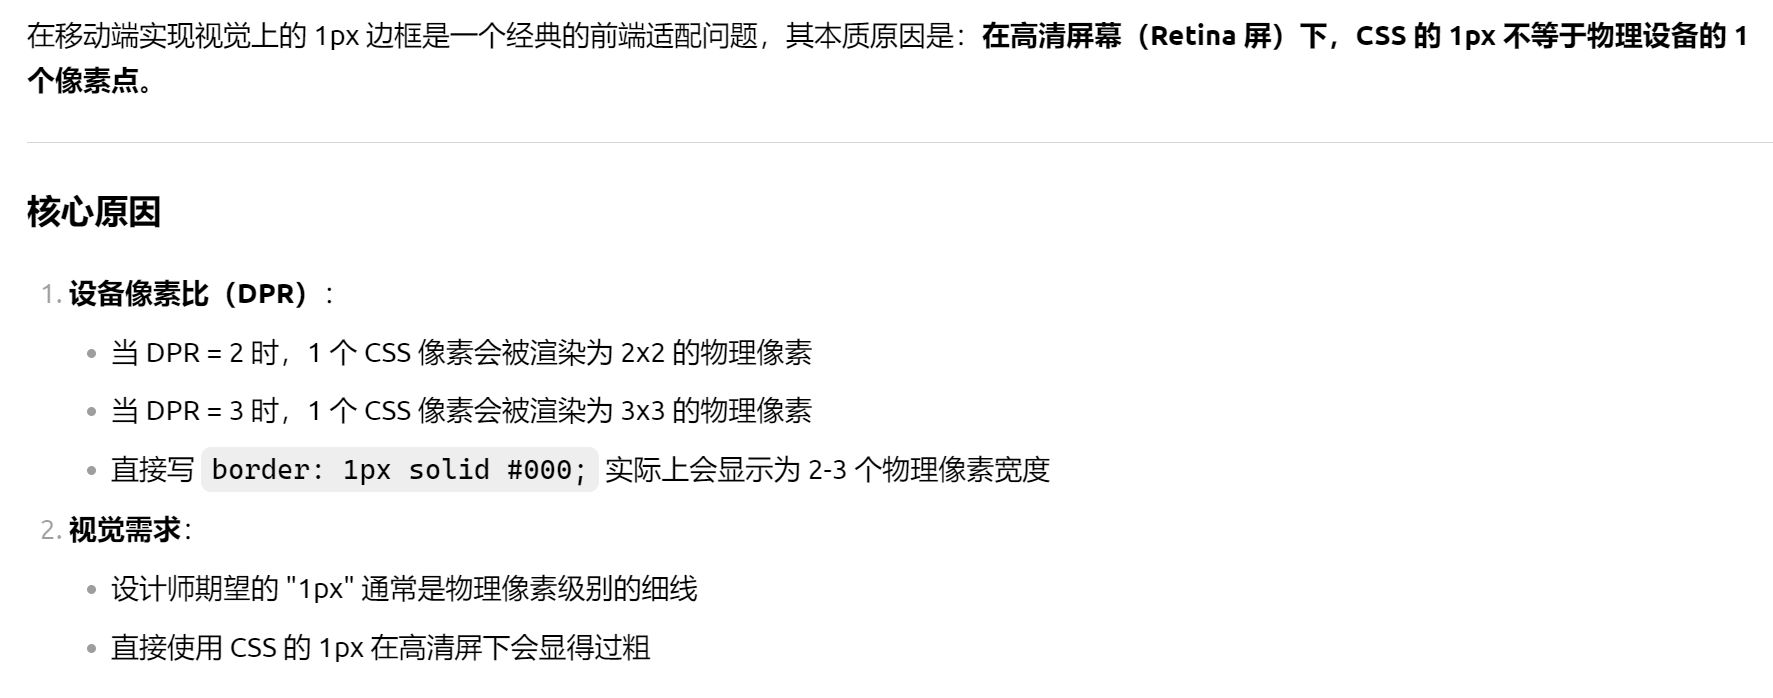 在移动端实现视觉上的 1px 边框是一个经典的前端适配问题，其本质原因是：在高清屏幕（Retina 屏）下，CSS 的 1px 不等于物理设备的 1
个像素点。
核心原因
1. 设备像素比（DPR）：
• 当 DPR = 2 时，1 个 CSS 像素会被渲染为 2x2 的物理像素
• 当 DPR = 3 时，1 个 CSS 像素会被渲染为 3x3 的物理像素
• 直接写 border: 1px solid #000; 实际上会显示为 2-3 个物理像素宽度
2. 视觉需求：
• 设计师期望的 "1px" 通常是物理像素级别的细线
• 直接使用 CSS 的 1px 在高清屏下会显得过粗